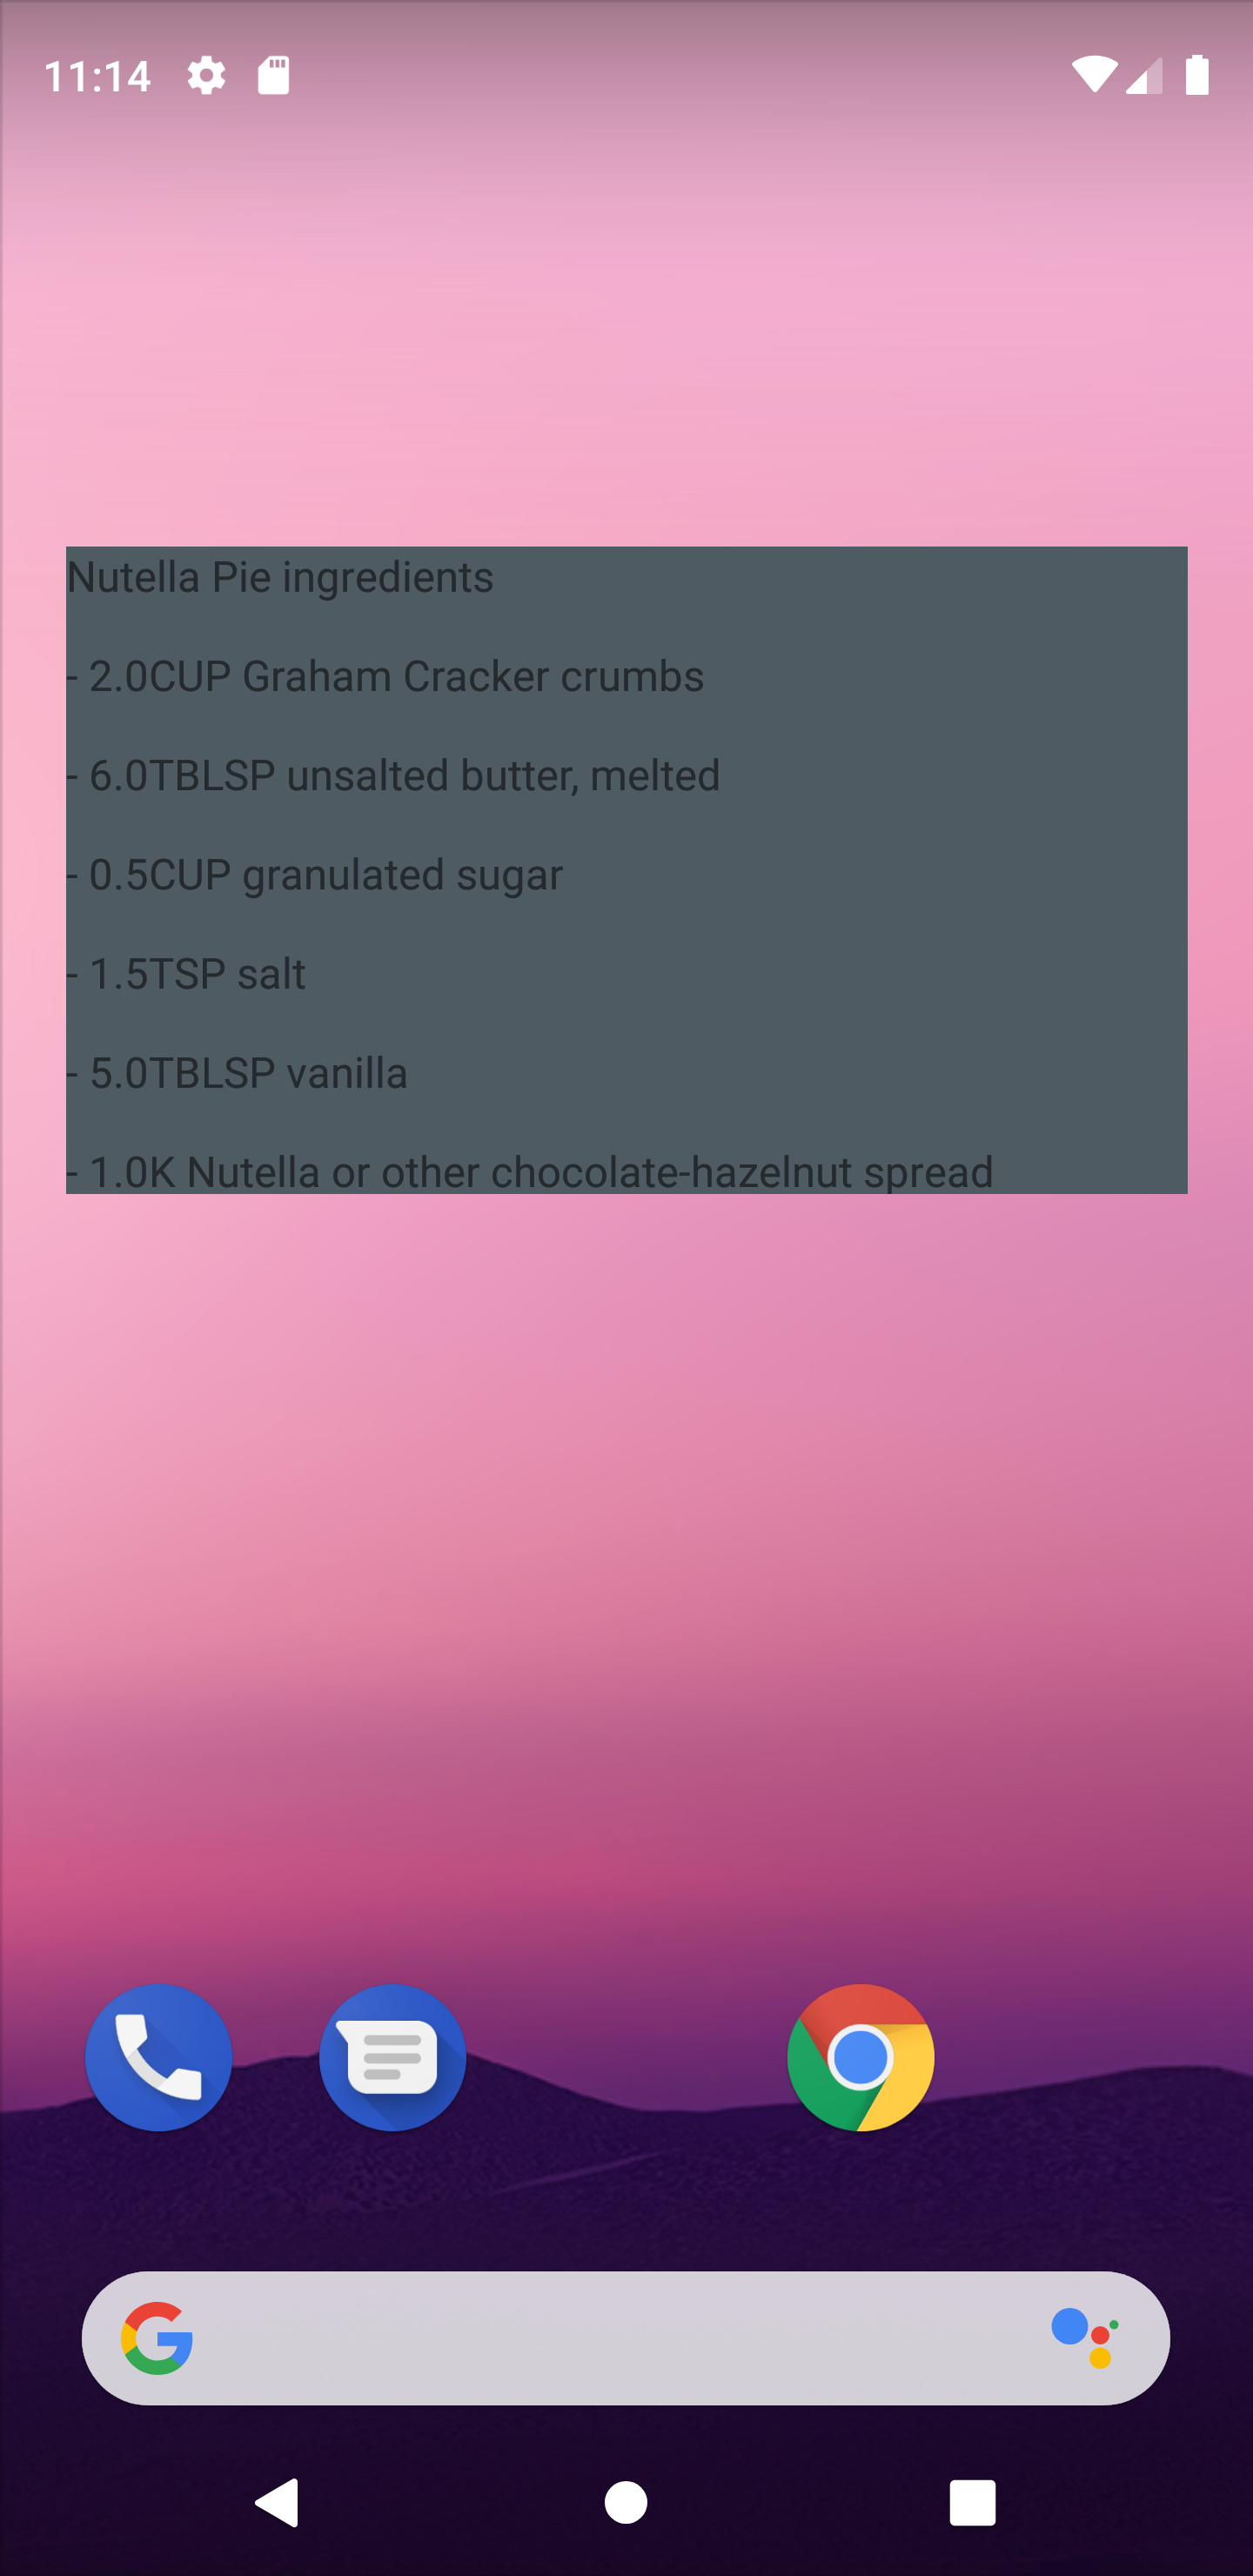 11:14
Nutella Pie ingredients
- 2.0CUP Graham Cracker crumbs
- 6.0TBLSP unsalted butter, melted
- 0.5CUP granulated sugar
- 1.5TSP salt
- 5.0TBLSP vanilla
- 1.0K Nutella or other chocolate-hazelnut spread